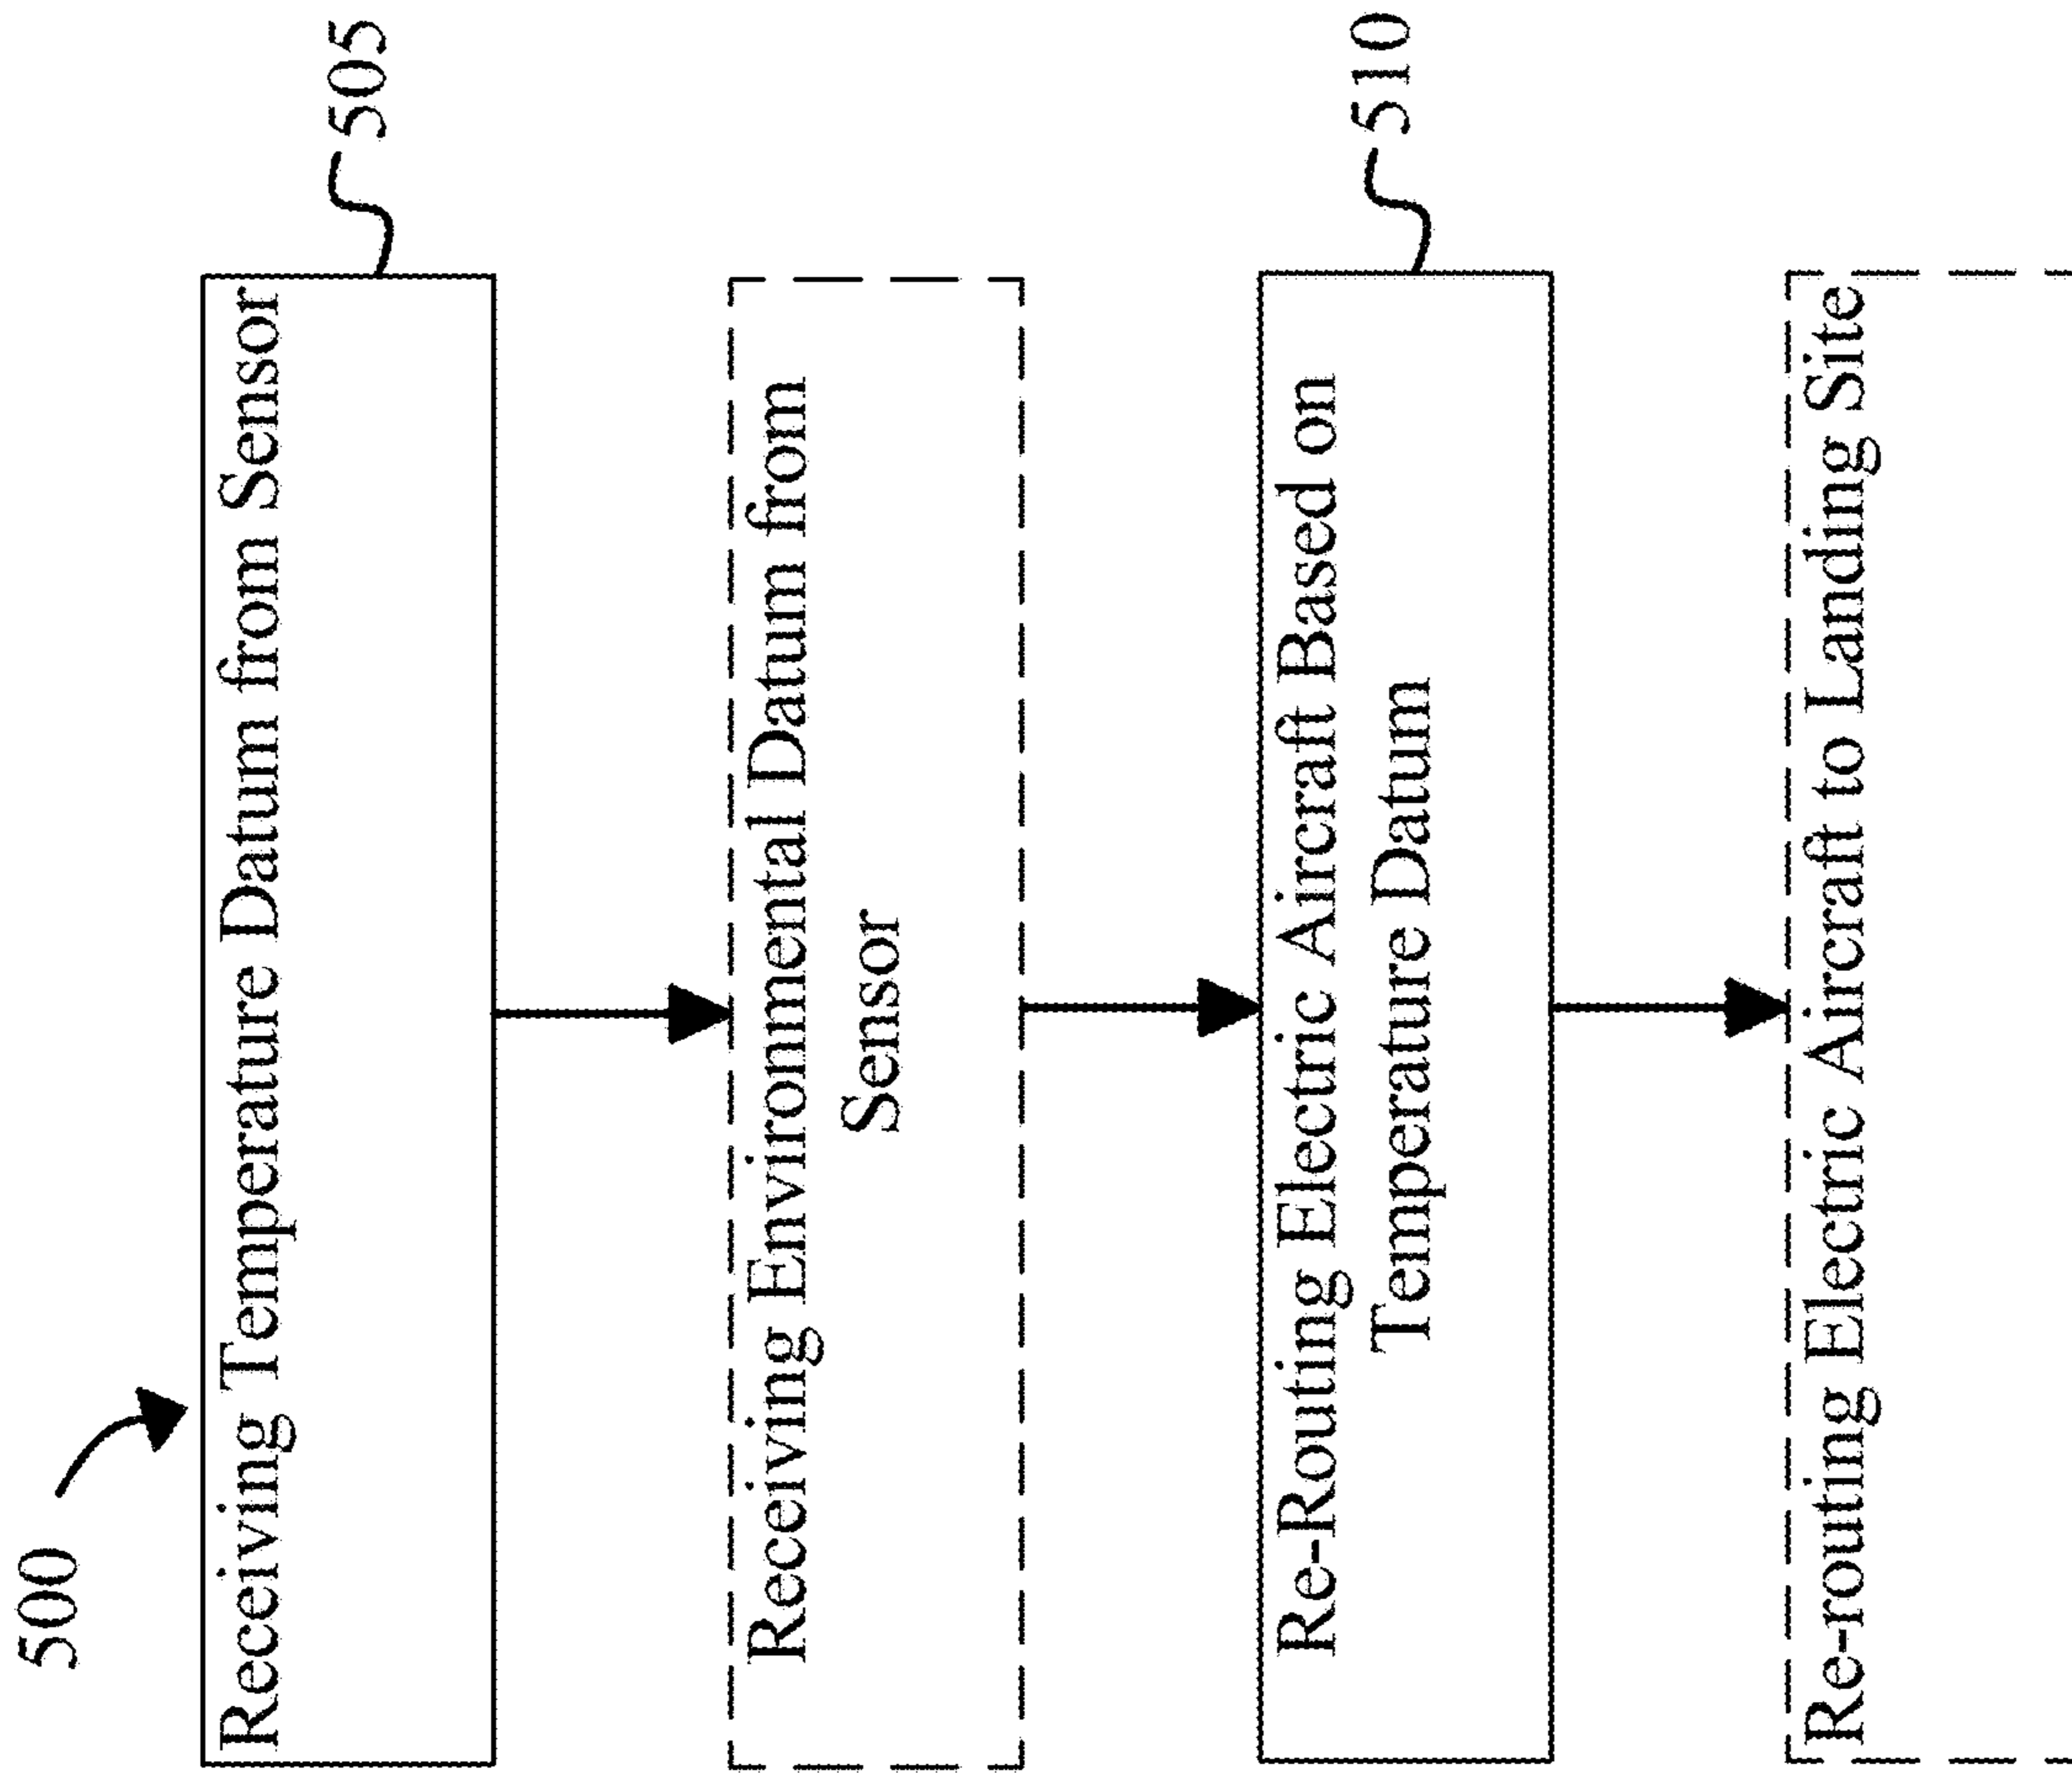 500
Receiving Temperature Datum from Sensor
505
Receiving Environmental Datum from
Sensor
Re-Routing Electric Aircraft Based on
Temperature Datum
510
Re-routing Electric Aircraft to Landing Site